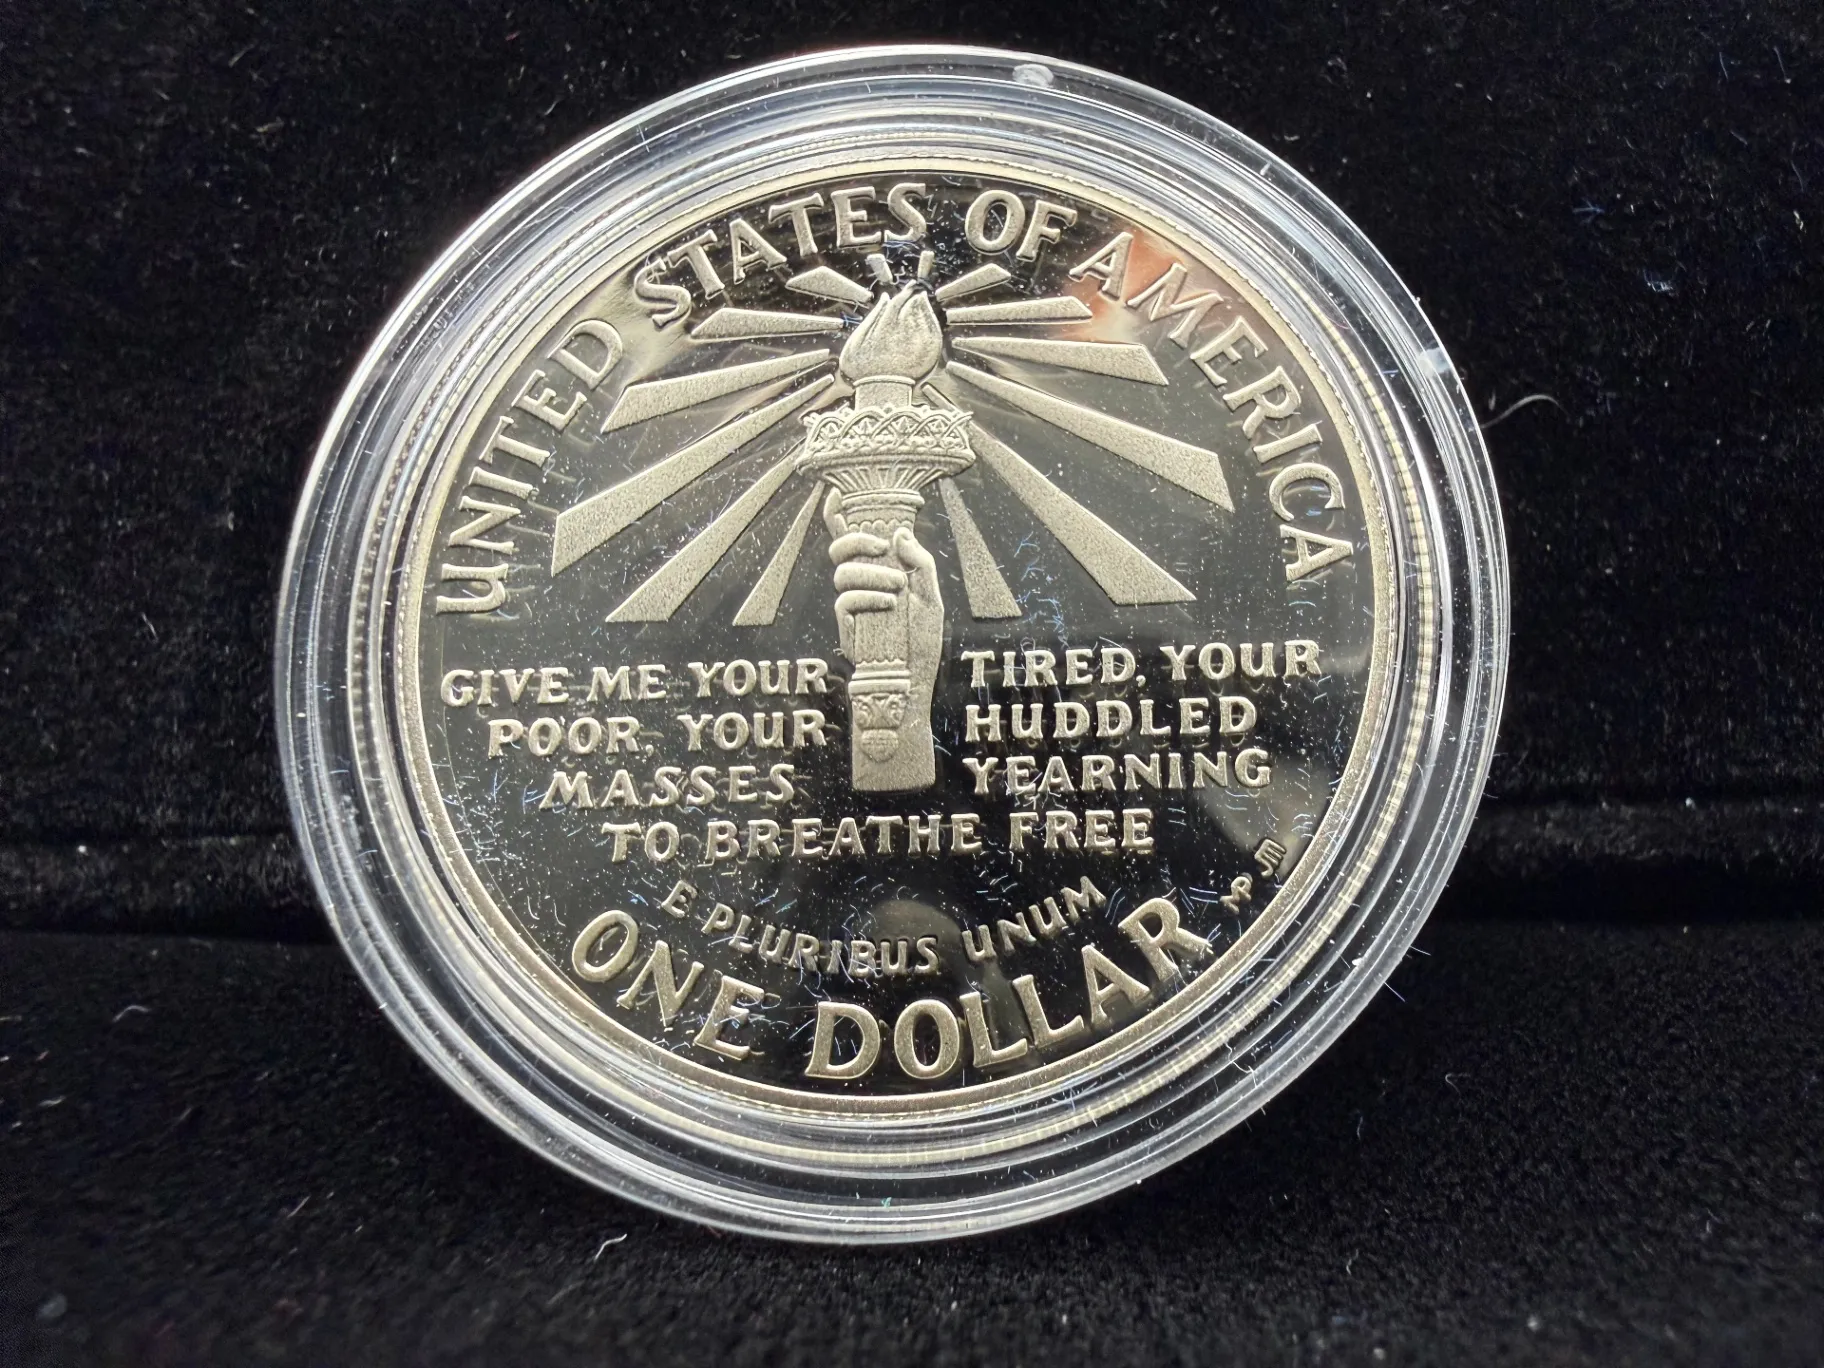 UNITED STATES OF AMERICA
GIVE ME YOUR TIRED, YOUR
POOR, YOUR HUDDLED
MASSES YEARNING
TO BREATHE FREE
E PLURIBUS UNUM
ONE DOLLAR